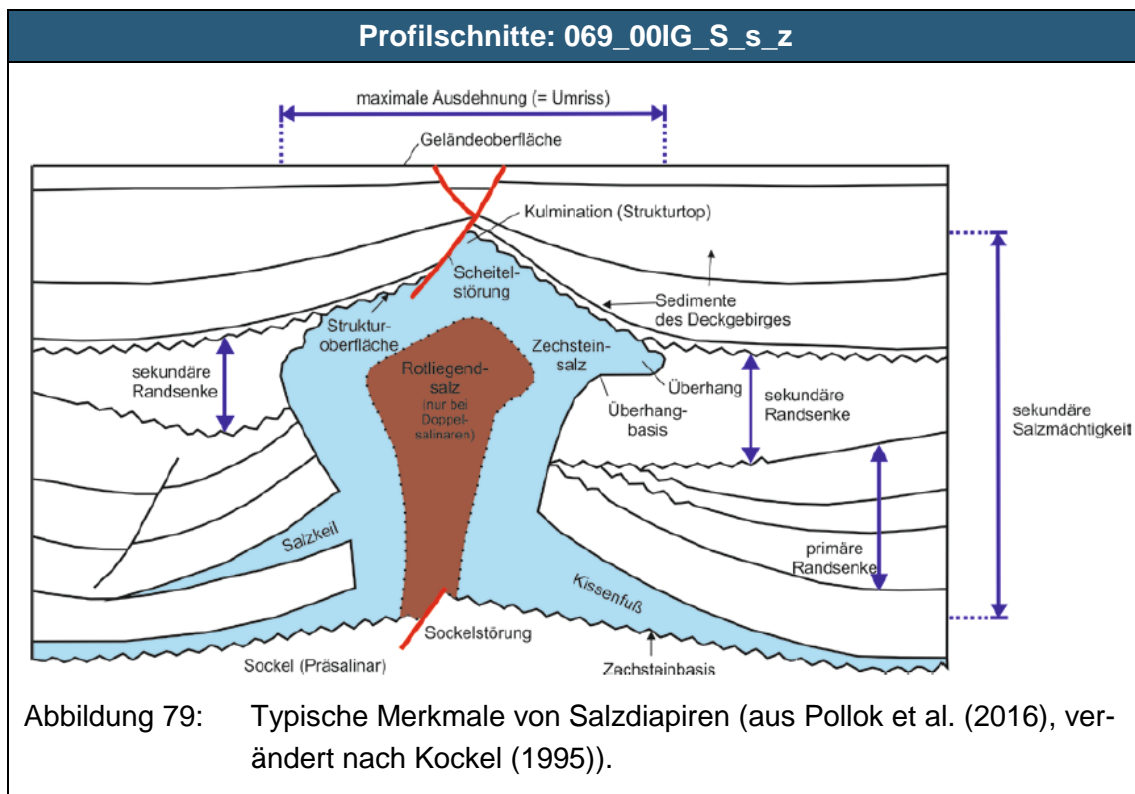 Profilschnitte: 069_00IG_S_s_z
maximale Ausdehnung (= Umriss)
Geländeoberfläche
Kulmination (Strukturtop)
Scheitel-
störung
Sedimente
des Deckgebirges
Struktur-
oberfläche
Zechstein-
salz
sekundäre
Randsenke
Rotliegend-
salz
(nur bei
Doppel-
salinaren)
Überhang
Überhang-
basis
sekundäre
Randsenke
sekundäre
Salzmächtigkeit
Salzkeil
primäre
Randsenke
Kissenfuß
Sockelstörung
Sockel (Präsalinar)
Zechsteinbasis
Abbildung 79: Typische Merkmale von Salzdiapiren (aus Pollok et al. (2016), ver-
ändert nach Kockel (1995)).